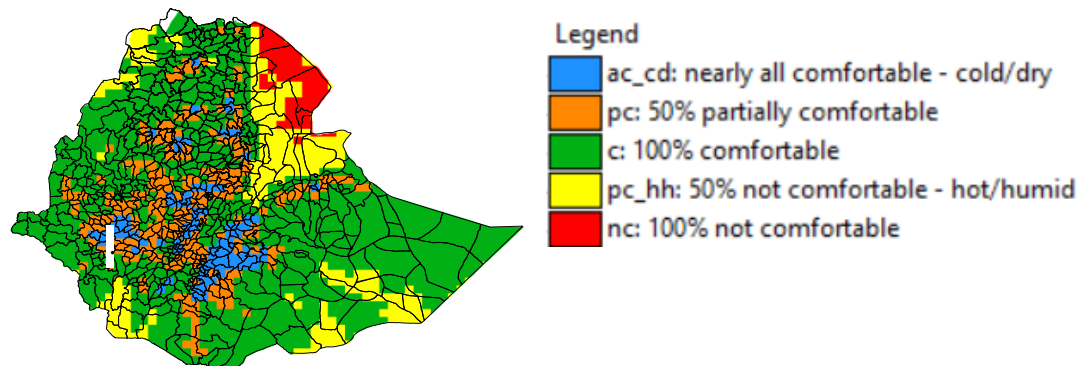 Legend
ac_cd: nearly all comfortable - cold/dry
pc: 50% partially comfortable
c: 100% comfortable
pc_hh: 50% not comfortable - hot/humid
nc: 100% not comfortable